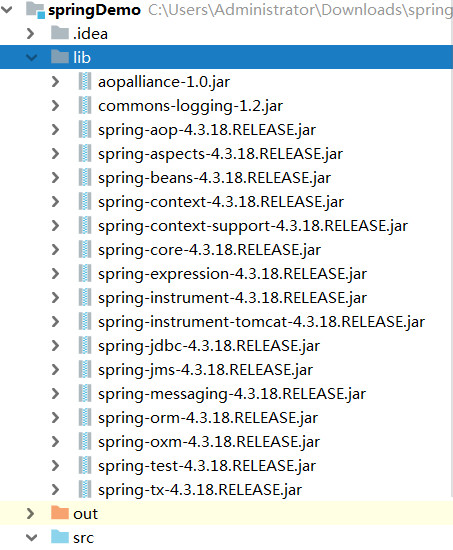 springDemo C:\Users\Administrator\Downloads\spring
.idea
lib
aopalliance-1.0.jar
commons-logging-1.2.jar
spring-aop-4.3.18.RELEASE.jar
spring-aspects-4.3.18.RELEASE.jar
spring-beans-4.3.18.RELEASE.jar
spring-context-4.3.18.RELEASE.jar
spring-context-support-4.3.18.RELEASE.jar
spring-core-4.3.18.RELEASE.jar
spring-expression-4.3.18.RELEASE.jar
spring-instrument-4.3.18.RELEASE.jar
spring-instrument-tomcat-4.3.18.RELEASE.jar
spring-jdbc-4.3.18.RELEASE.jar
spring-jms-4.3.18.RELEASE.jar
spring-messaging-4.3.18.RELEASE.jar
spring-orm-4.3.18.RELEASE.jar
spring-oxm-4.3.18.RELEASE.jar
spring-test-4.3.18.RELEASE.jar
spring-tx-4.3.18.RELEASE.jar
out
src